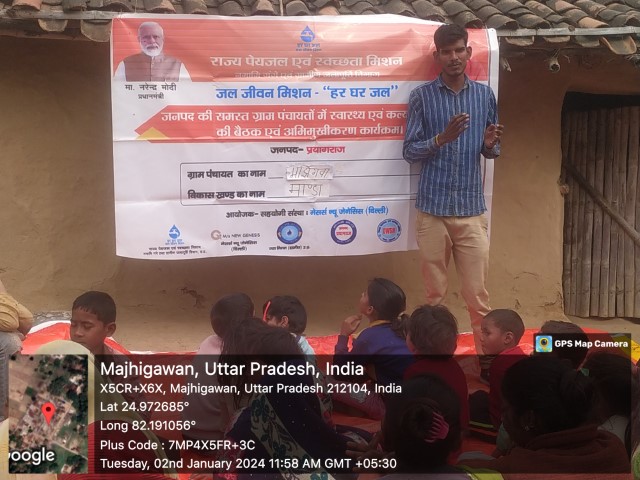 राज्य पेयजल एवं स्वच्छता मिशन
जल जीवन मिशन - "हर घर जल"
मा. नरेन्द्र मोदी
प्रधानमंत्री
जनपद की समस्त ग्राम पंचायतों में स्वास्थ्य एवं
की बैठक एवं अभिमुखीकरण कार्यक्रम।
जनपद- प्रयागराज
ग्राम पंचायत का नाम
विकास खण्ड का नाम माण्डा
आयोजक- सहयोगी संस्था : मेसर्स न्यू जेनेसिस (दिल्ली)
मेसर्स न्यू जेनेसिस
(दिल्ली)
GPS Map Camera
Majhigawan, Uttar Pradesh, India
X5CR+X6X, Majhigawan, Uttar Pradesh 212104, India
Lat 24.972685°
Long 82.191056°
Plus Code : 7MP4X5FR+3C
Tuesday, 02nd January 2024 11:58 AM GMT +05:30
Google